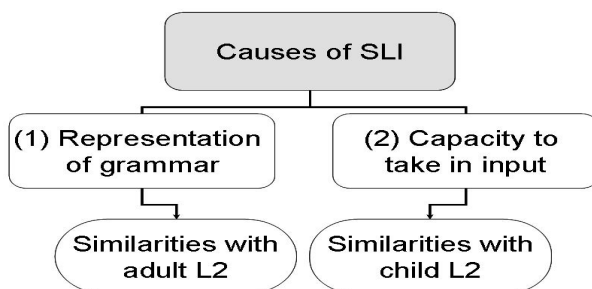 Causes of SLI
(1) Representation
of grammar
(2) Capacity to
take in input
Similarities with
adult L2
Similarities with
child L2